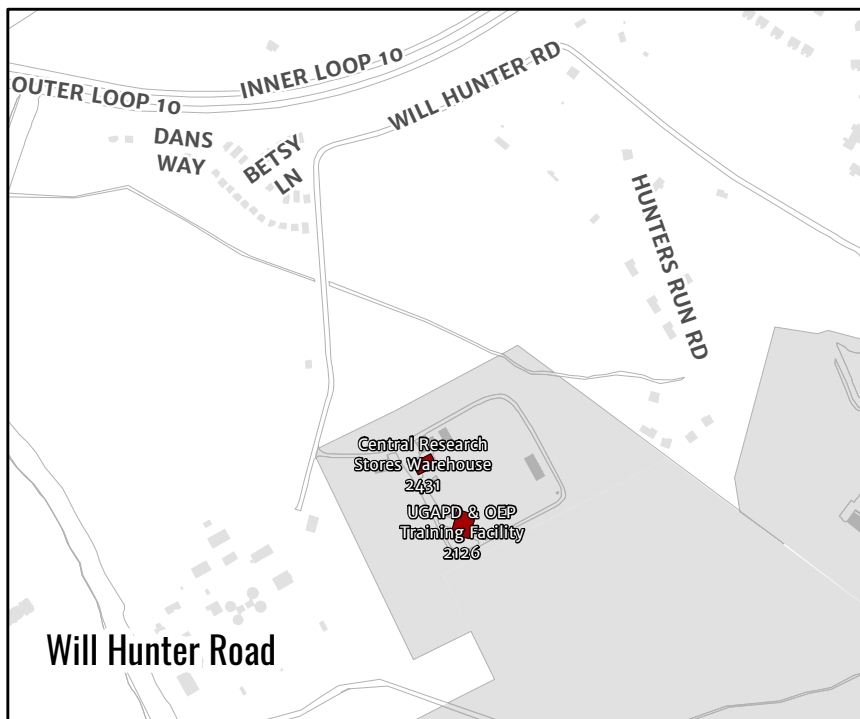 INNER LOOP 10
OUTER LOOP 10
WILL HUNTER RD
DANS
WAY
BETSY
LN
HUNTERS RUN RD
Central Research
Stores Warehouse
2431
UGAPD & OEP
Training Facility
2126
Will Hunter Road